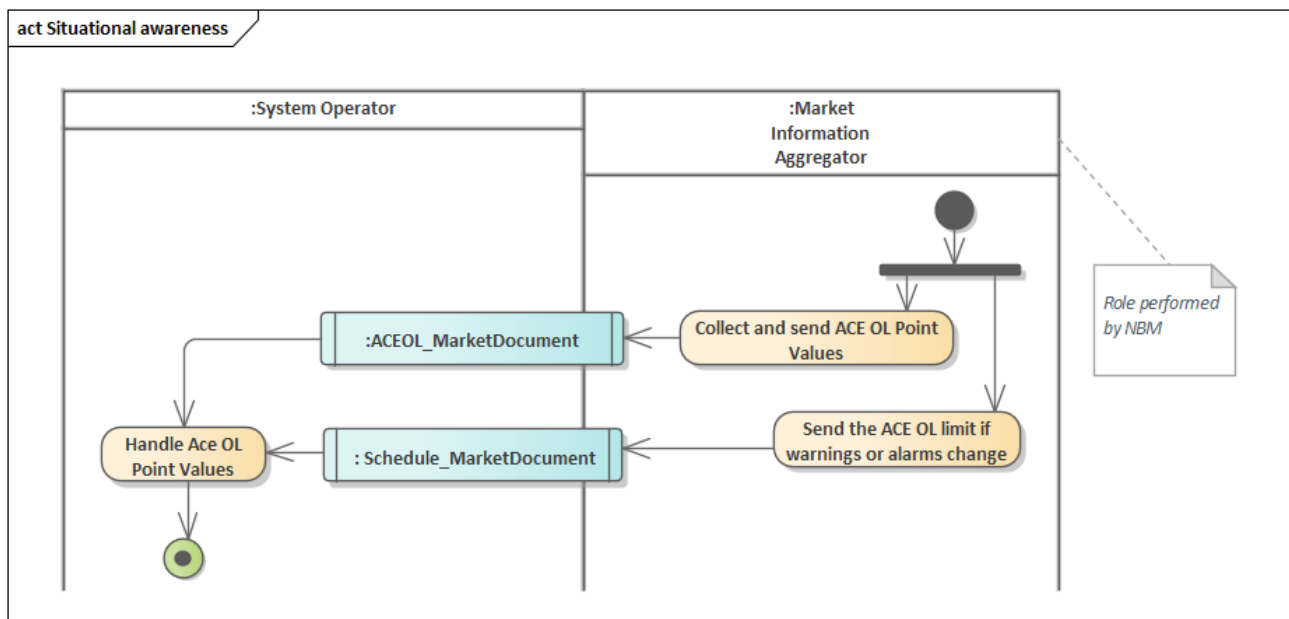 act Situational awareness
:System Operator
:Market
Information
Aggregator
Role performed
by NBM
Collect and send ACE OL Point
Values
:ACEOL_MarketDocument
Send the ACE OL limit if
warnings or alarms change
: Schedule_MarketDocument
Handle Ace OL
Point Values